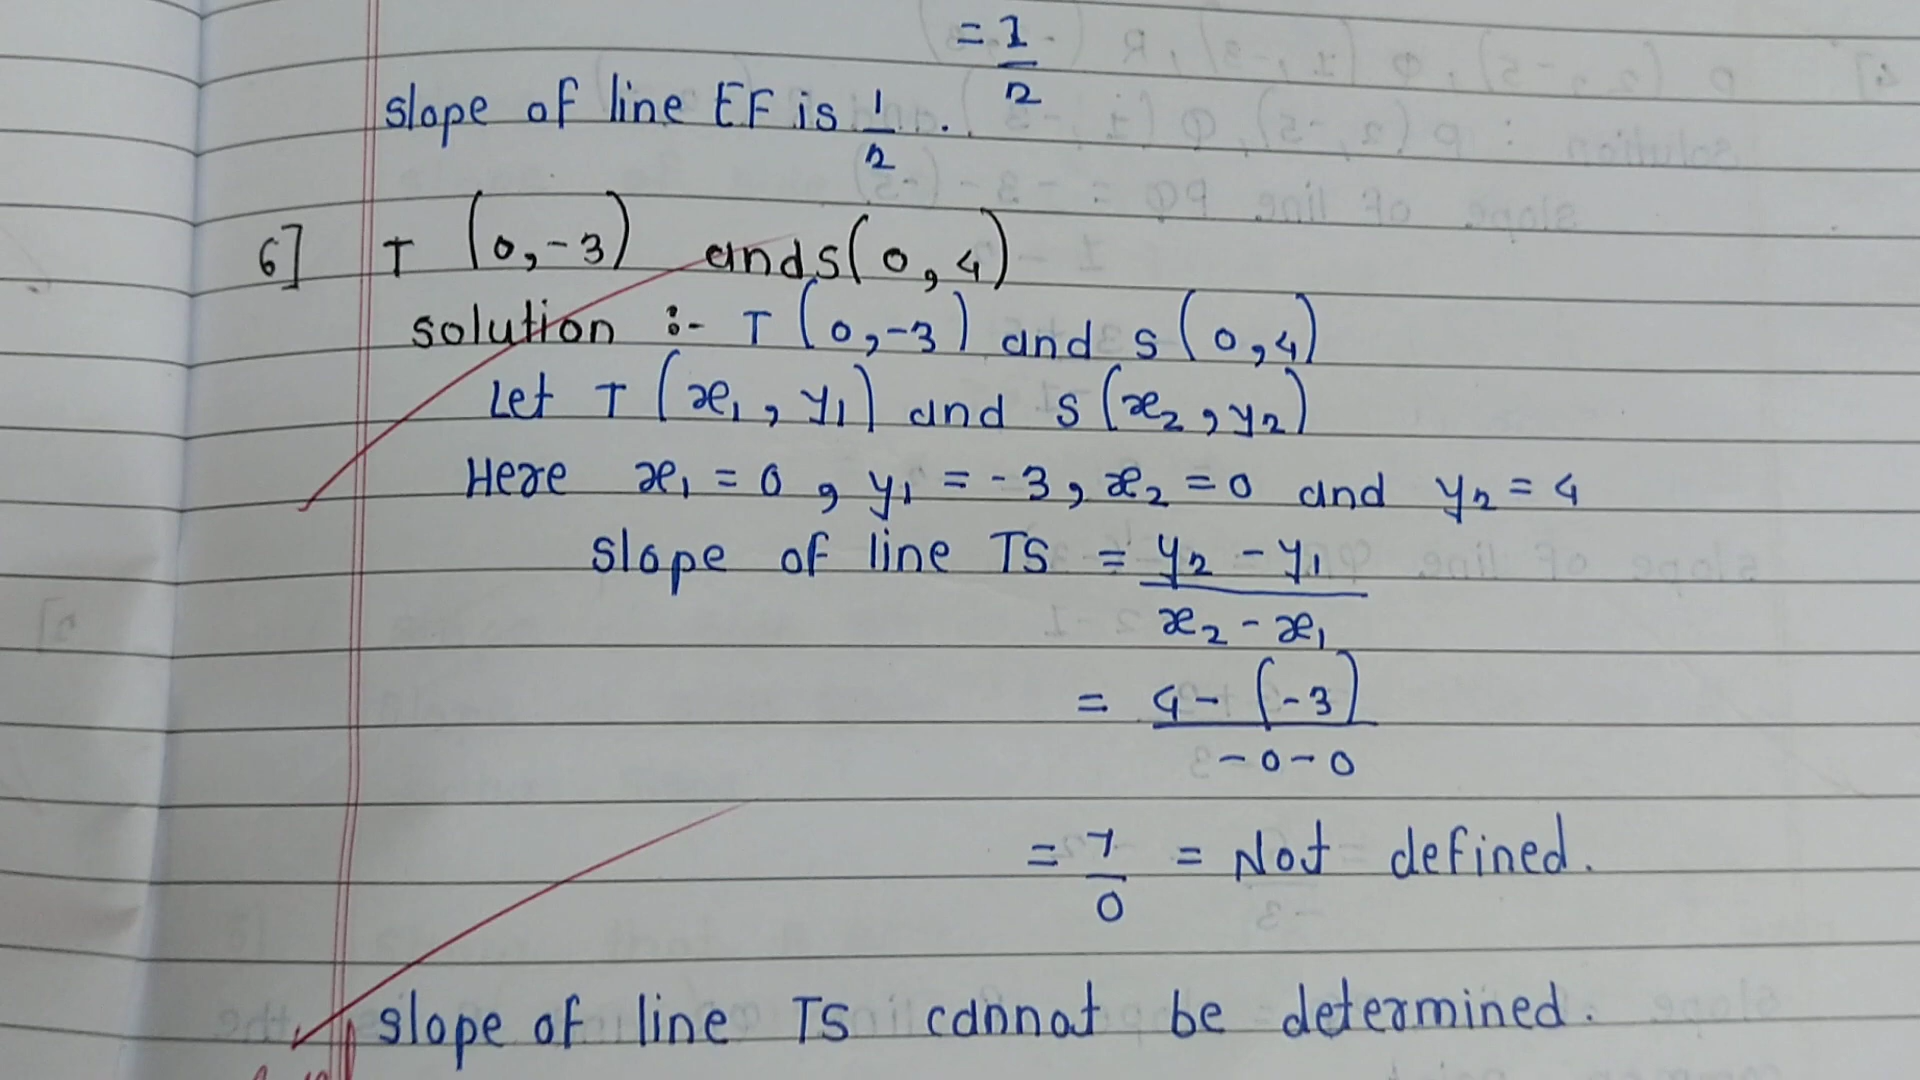 = 1/2
slope of line EF is 1/2 .
6] T (0,-3) and s(0,4)
solution :- T (0,-3) and s (0,4)
Let T (x₁, y₁) and s (x₂, y₂)
Here x₁ = 0, y₁ = -3, x₂ = 0 and y₂ = 4
slope of line TS = y₂ - y₁
x₂ - x₁
= 4 - (-3)
-0-0
= 7/0 = Not defined.
slope of line TS cannot be determined.